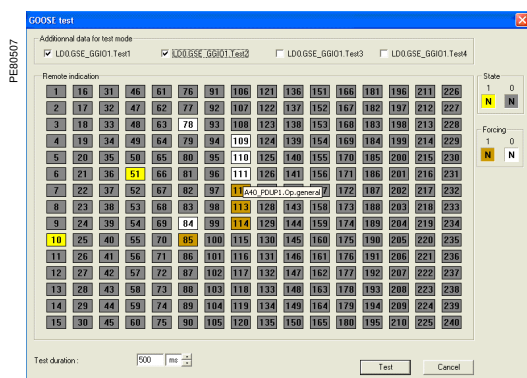 PE80507
GOOSE test
Additionnal data for test mode
LD0.GSE_GGIO1.Test1 LD0.GSE_GGIO1.Test2 LD0.GSE_GGIO1.Test3 LD0.GSE_GGIO1.Test4
Remote indication
1 16 31 46 61 76 91 106 121 136 151 166 181 196 211 226
2 17 32 47 62 77 92 107 122 137 152 167 182 197 212 227
3 18 33 48 63 78 93 108 123 138 153 168 183 198 213 228
4 19 34 49 64 79 94 109 124 139 154 169 184 199 214 229
5 20 35 50 65 80 95 110 125 140 155 170 185 200 215 230
6 21 36 51 66 81 96 111 126 141 156 171 186 201 216 231
7 22 37 52 67 82 97 A40_PDUP1.Op.general 172 187 202 217 232
8 23 38 53 68 83 98 113 128 143 158 173 188 203 218 233
9 24 39 54 69 84 99 114 129 144 159 174 189 204 219 234
10 25 40 55 70 85 100 115 130 145 160 175 190 205 220 235
11 26 41 56 71 86 101 116 131 146 161 176 191 206 221 236
12 27 42 57 72 87 102 117 132 147 162 177 192 207 222 237
13 28 43 58 73 88 103 118 133 148 163 178 193 208 223 238
14 29 44 59 74 89 104 119 134 149 164 179 194 209 224 239
15 30 45 60 75 90 105 120 135 150 165 180 195 210 225 240
State
1 0
N N
Forcing
1 0
N N
Test duration :
500 ms
Test Cancel